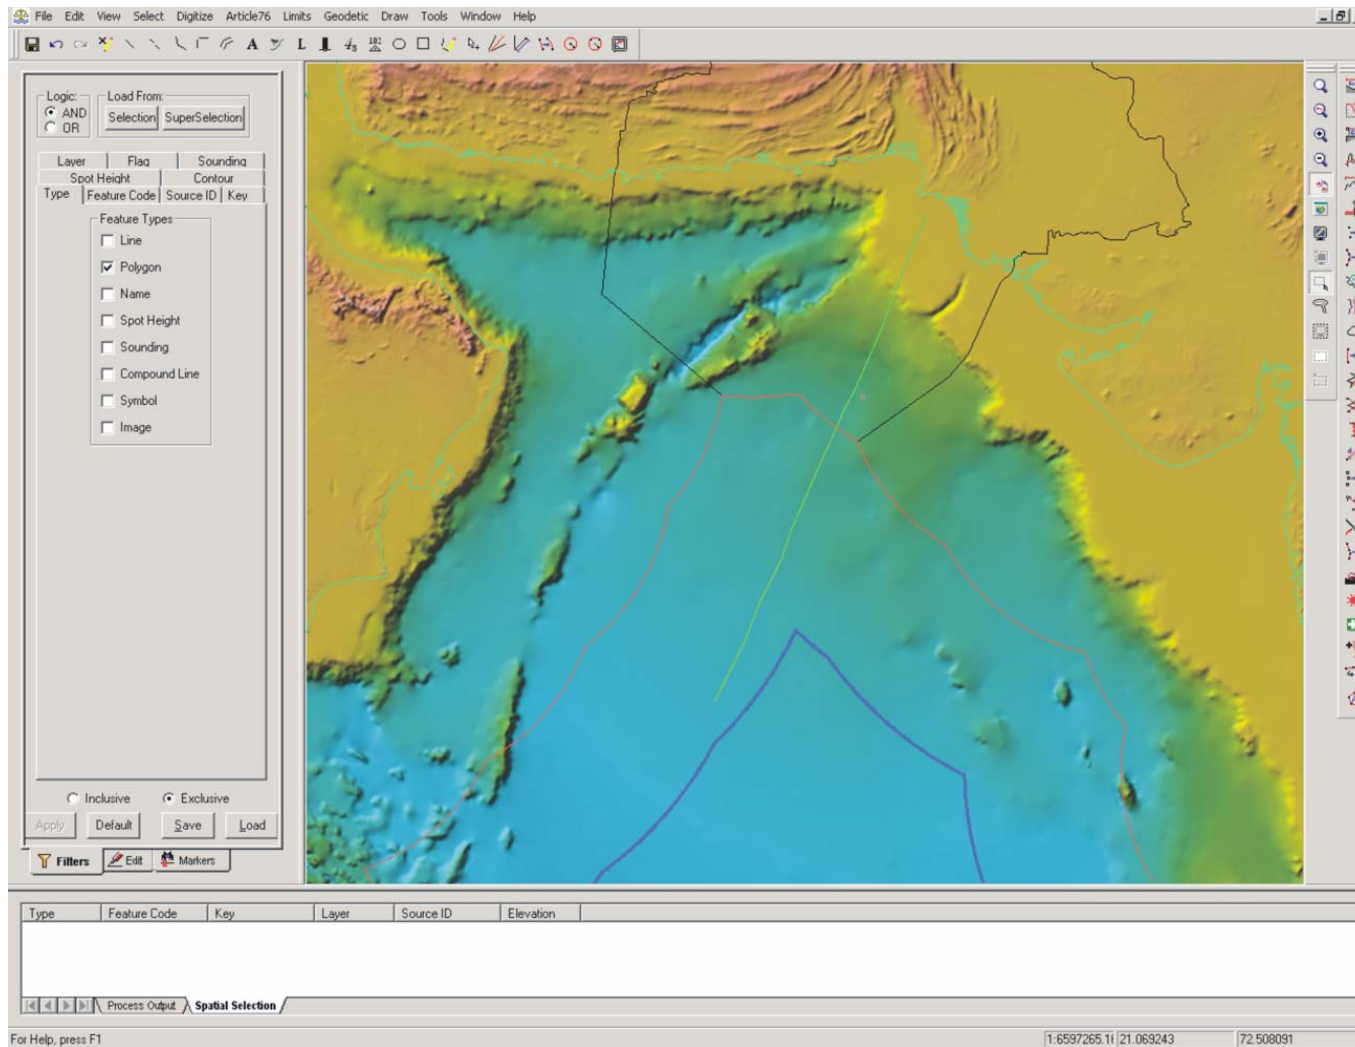 File Edit View Select Digitize Article76 Limits Geodetic Draw Tools Window Help
A L
Logic: Load From:
AND Selection SuperSelection
OR
Layer Flag Sounding
Spot Height Contour
Type Feature Code Source ID Key
Feature Types
Line
Polygon
Name
Spot Height
Sounding
Compound Line
Symbol
Image
Inclusive Exclusive
Apply Default Save Load
Filters Edit Markers
Type Feature Code Key Layer Source ID Elevation
Process Output Spatial Selection
For Help, press F1 21.069243 72.508091